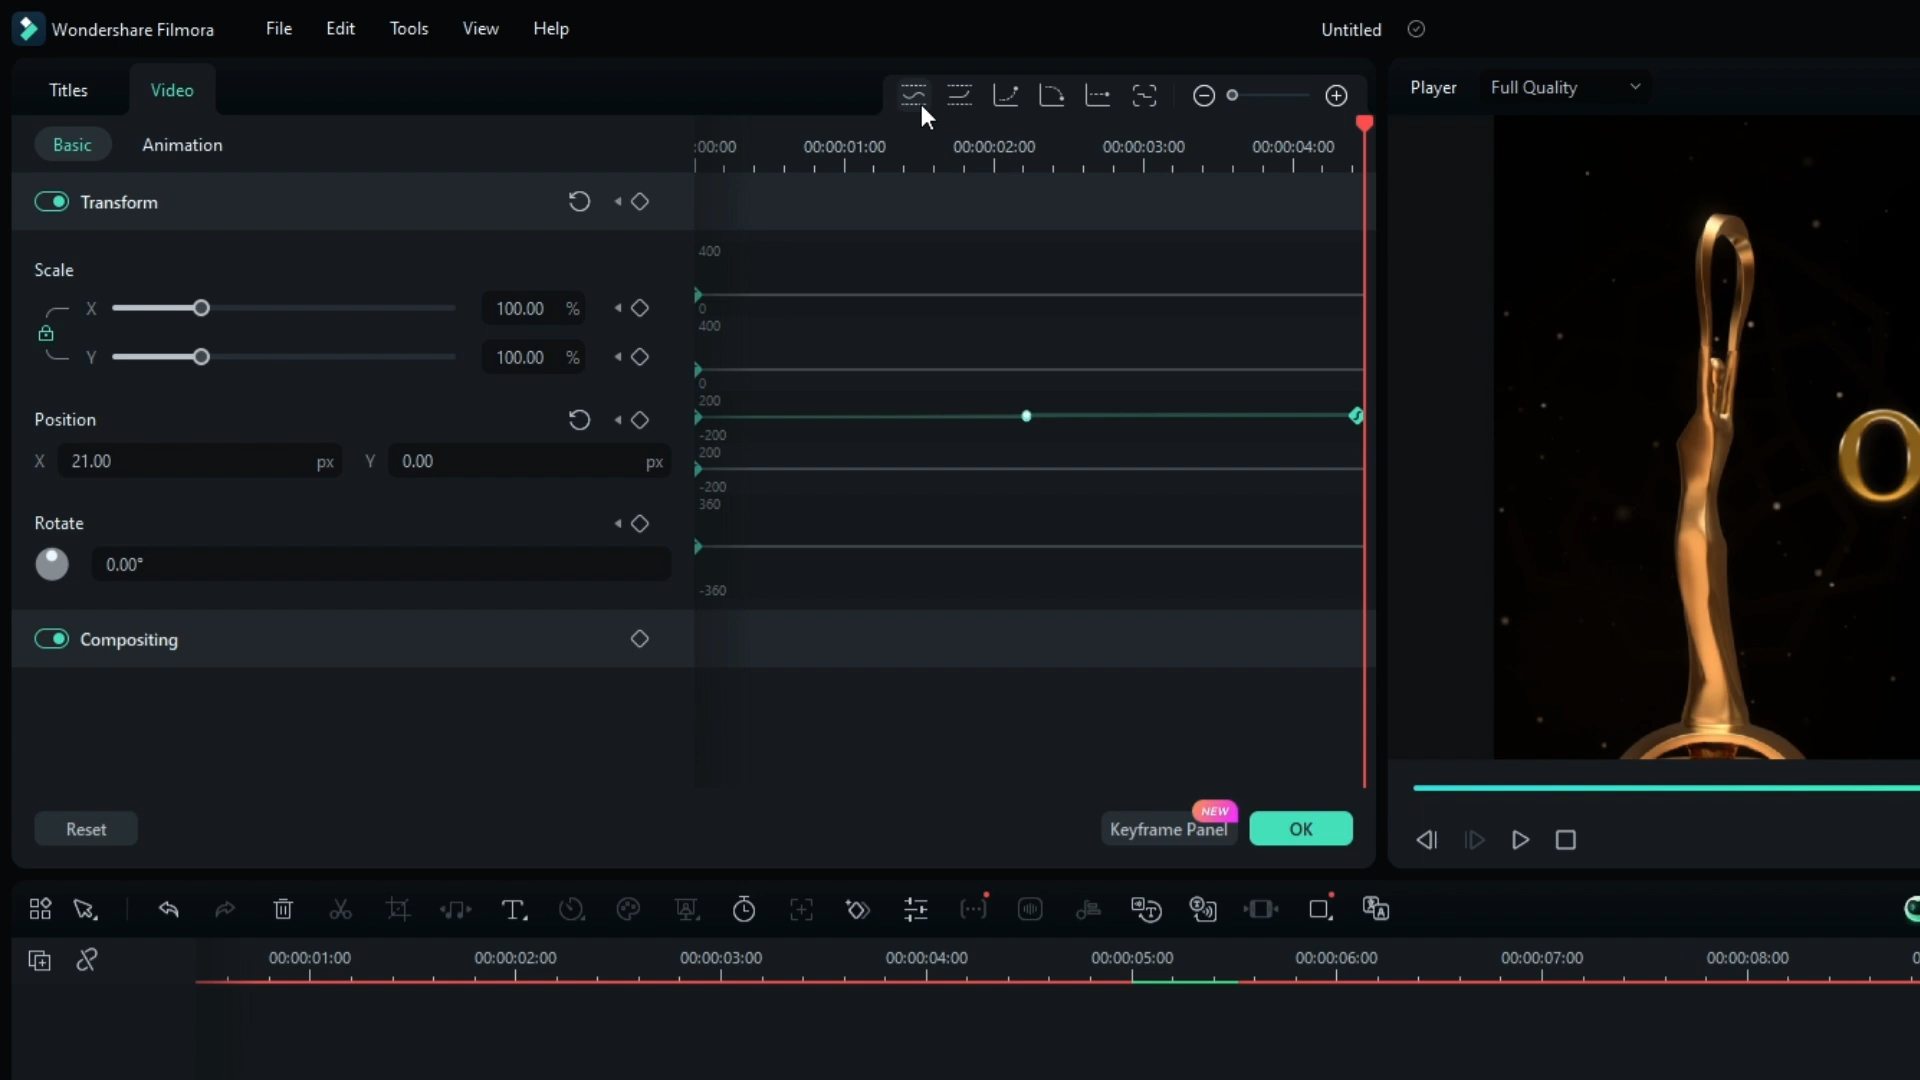 Wondershare Filmora File Edit Tools View Help Untitled
Titles Video Player Full Quality
Basic Animation :00:00 00:00:01:00 00:00:02:00 00:00:03:00 00:00:04:00
Transform
400
Scale
X 100.00 % 0
400
Y 100.00 % 0
200
Position -200
200
X 21.00 px Y 0.00 px -200
360
Rotate
0.00°
-360
Compositing
NEW
Reset Keyframe Panel OK
00:00:01:00 00:00:02:00 00:00:03:00 00:00:04:00 00:00:05:00 00:00:06:00 00:00:07:00 00:00:08:00 0
O